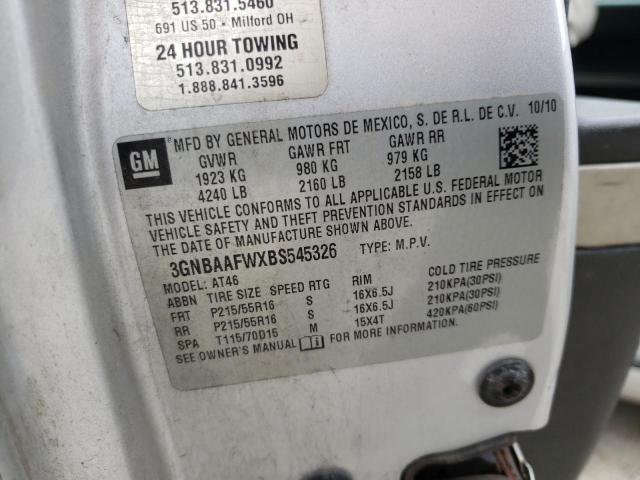 513.831.5460
691 US 50 • Milford OH
24 HOUR TOWING
513.831.0992
1.888.841.3596
GM
MFD BY GENERAL MOTORS DE MEXICO, S. DE R.L. DE C.V. 10/10
GVWR GAWR FRT GAWR RR
1923 KG 980 KG 979 KG
4240 LB 2160 LB 2158 LB
THIS VEHICLE CONFORMS TO ALL APPLICABLE U.S. FEDERAL MOTOR
VEHICLE SAFETY AND THEFT PREVENTION STANDARDS IN EFFECT ON
THE DATE OF MANUFACTURE SHOWN ABOVE.
3GNBAAFWXBS545326 TYPE: M.P.V.
MODEL: AT46
ABBN TIRE SIZE SPEED RTG RIM COLD TIRE PRESSURE
FRT P215/55R16 S 16X6.5J 210KPA(30PSI)
RR P215/55R16 S 16X6.5J 210KPA(30PSI)
SPA T115/70D15 M 15X4T 420KPA(60PSI)
SEE OWNER'S MANUAL FOR MORE INFORMATION